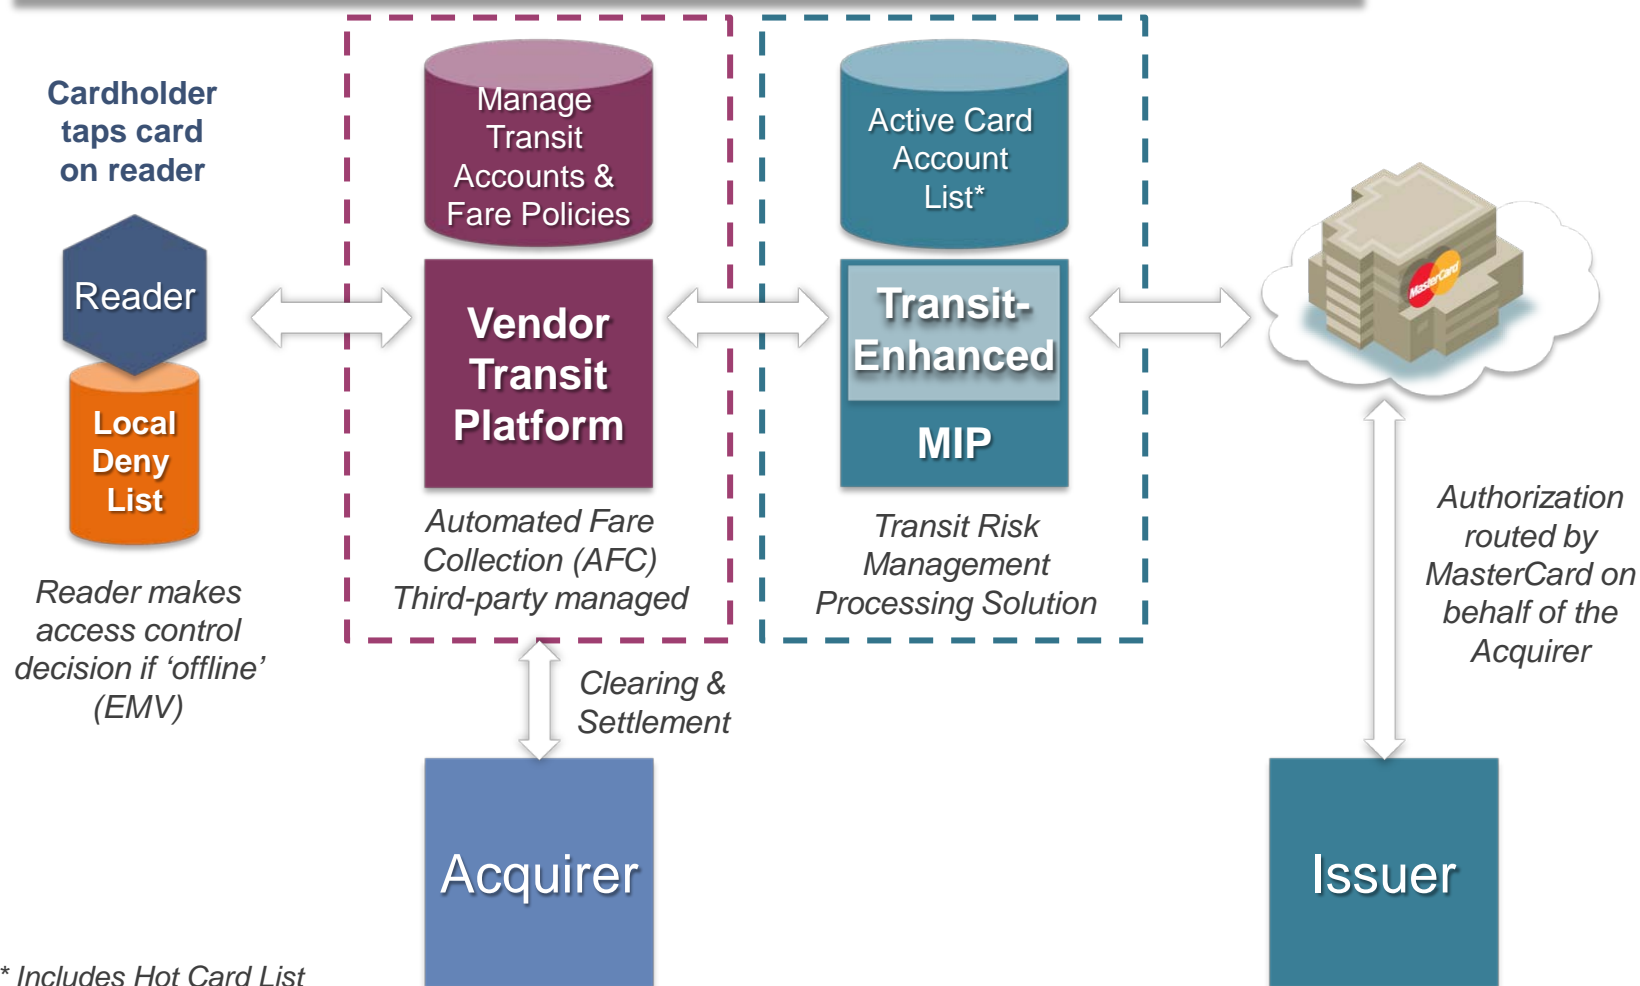 Cardholder
taps card
on reader
Reader
Local
Deny
List
Reader makes
access control
decision if ‘offline’
(EMV)
Manage
Transit
Accounts &
Fare Policies
Vendor
Transit
Platform
Automated Fare
Collection (AFC)
Third-party managed
Clearing &
Settlement
Acquirer
Active Card
Account
List*
Transit-
Enhanced
MIP
Transit Risk
Management
Processing Solution
MasterCard
Authorization
routed by
MasterCard on
behalf of the
Acquirer
Issuer
* Includes Hot Card List